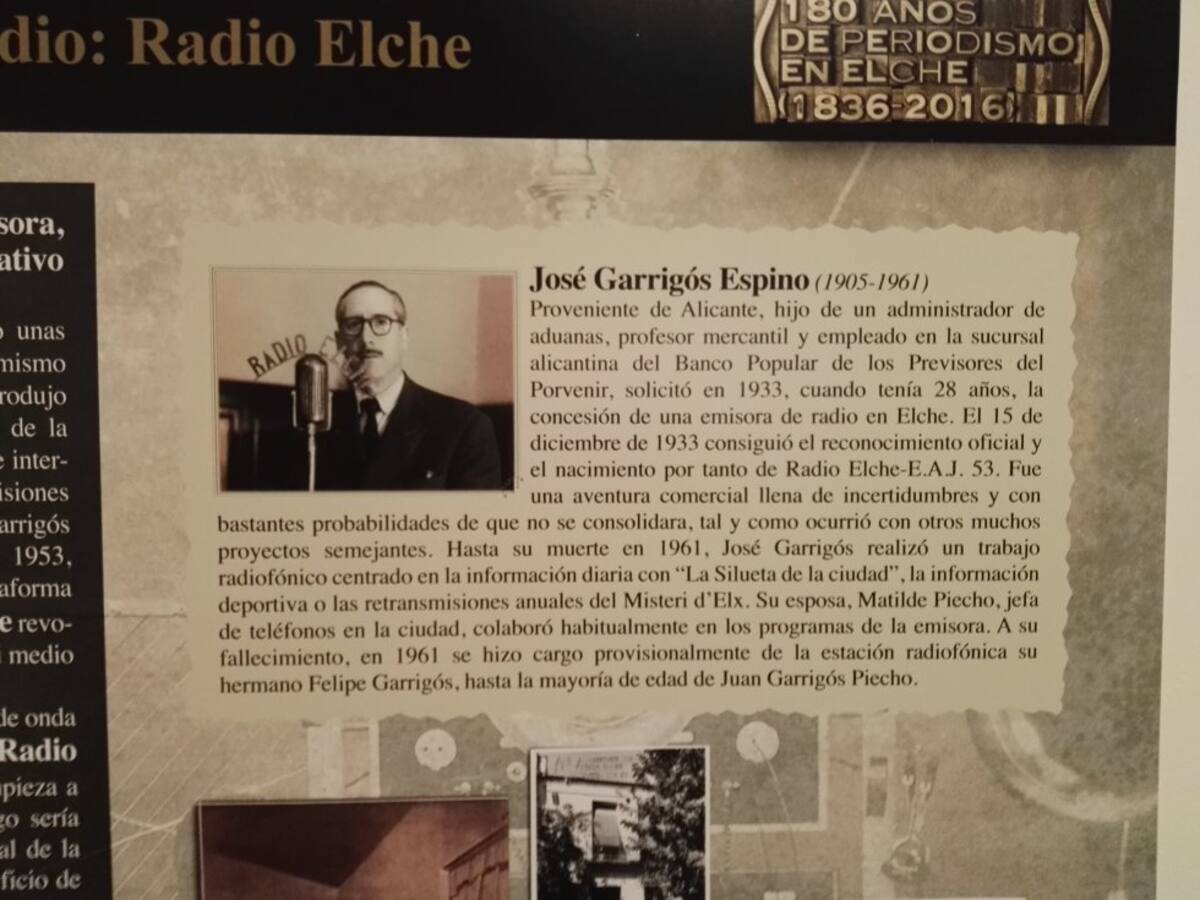 dio: Radio Elche
180 AÑOS
DE PERIODISMO
EN ELCHE
(1836-2016)
sora,
ativo
unas
mismo
rodujo
de la
inter-
isiones
arrigós
1953,
aforma
e revo-
medio
de onda
Radio
pieza a
go sería
al de la
ficio de
RADIO
José Garrigós Espino (1905-1961)
Proveniente de Alicante, hijo de un administrador de
aduanas, profesor mercantil y empleado en la sucursal
alicantina del Banco Popular de los Previsores del
Porvenir, solicitó en 1933, cuando tenía 28 años, la
concesión de una emisora de radio en Elche. El 15 de
diciembre de 1933 consiguió el reconocimiento oficial y
el nacimiento por tanto de Radio Elche-E.A.J. 53. Fue
una aventura comercial llena de incertidumbres y con
bastantes probabilidades de que no se consolidara, tal y como ocurrió con otros muchos
proyectos semejantes. Hasta su muerte en 1961, José Garrigós realizó un trabajo
radiofónico centrado en la información diaria con “La Silueta de la ciudad”, la información
deportiva o las retransmisiones anuales del Misteri d’Elx. Su esposa, Matilde Piecho, jefa
de teléfonos en la ciudad, colaboró habitualmente en los programas de la emisora. A su
fallecimiento, en 1961 se hizo cargo provisionalmente de la estación radiofónica su
hermano Felipe Garrigós, hasta la mayoría de edad de Juan Garrigós Piecho.